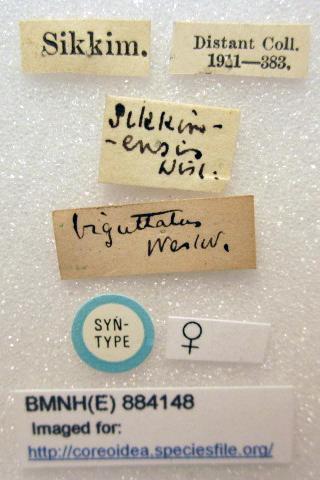 Sikkim.
Distant Coll.
1911—383.
Sikkim-
-ensis
Dist.
biguttatus
Westw.
SYN-
TYPE
♀
BMNH(E) 884148
Imaged for:
http://coreoidea.speciesfile.org/